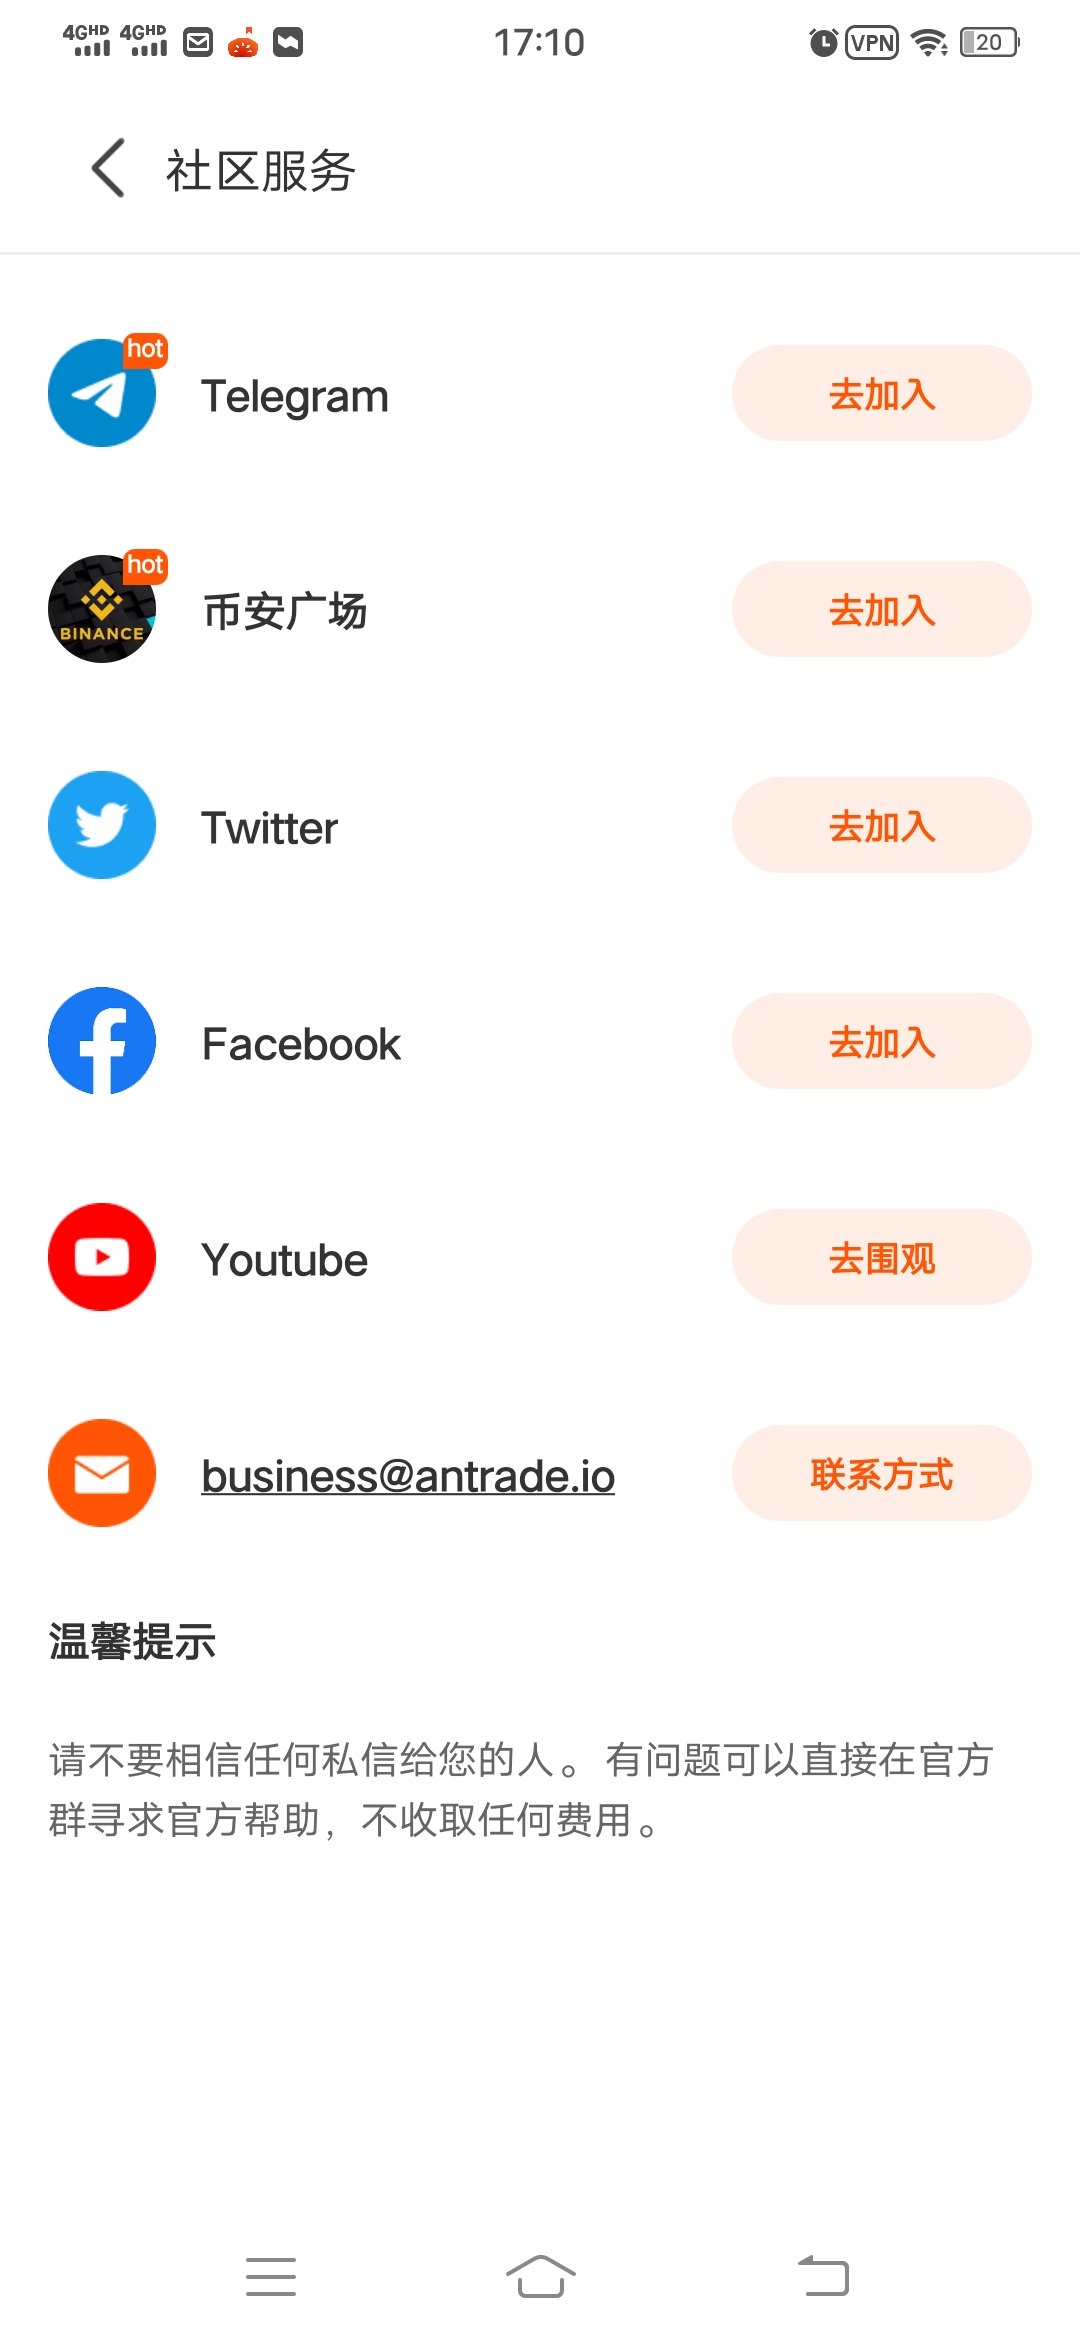 4GHD 4GHD 17:10 VPN 20
社区服务
hot
Telegram 去加入
hot
BINANCE
币安广场 去加入
Twitter 去加入
Facebook 去加入
Youtube 去围观
business@antrade.io 联系方式
温馨提示
请不要相信任何私信给您的人。有问题可以直接在官方
群寻求官方帮助，不收取任何费用。